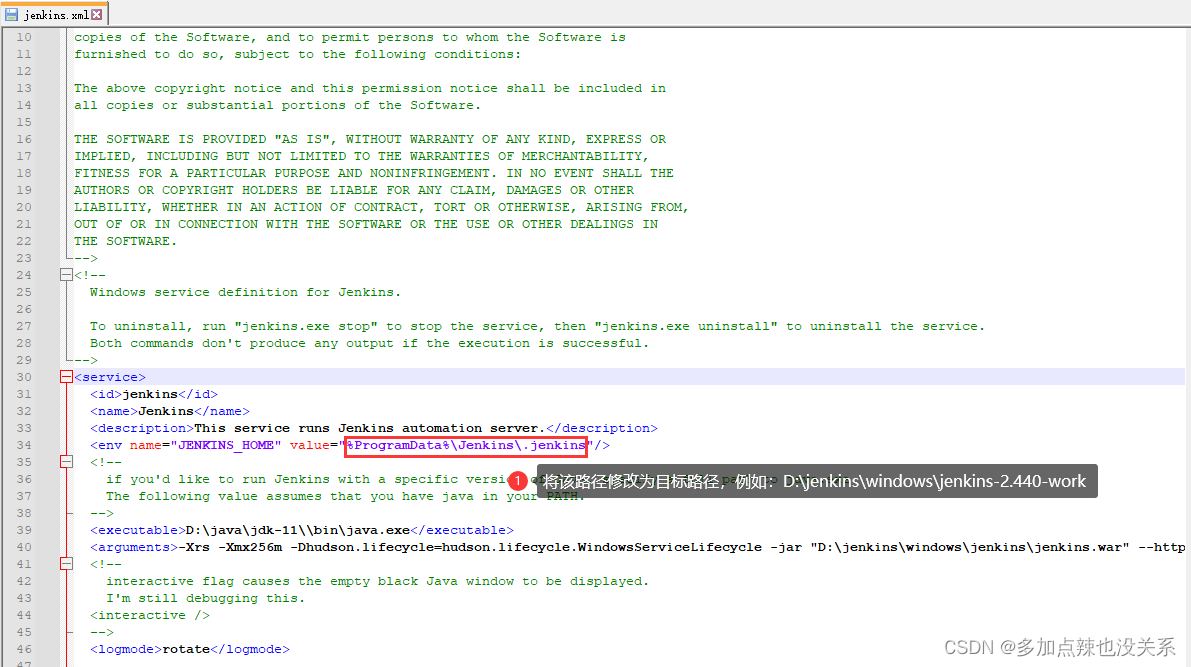 jenkins.xml
10 copies of the Software, and to permit persons to whom the Software is
11 furnished to do so, subject to the following conditions:
12
13 The above copyright notice and this permission notice shall be included in
14 all copies or substantial portions of the Software.
15
16 THE SOFTWARE IS PROVIDED "AS IS", WITHOUT WARRANTY OF ANY KIND, EXPRESS OR
17 IMPLIED, INCLUDING BUT NOT LIMITED TO THE WARRANTIES OF MERCHANTABILITY,
18 FITNESS FOR A PARTICULAR PURPOSE AND NONINFRINGEMENT. IN NO EVENT SHALL THE
19 AUTHORS OR COPYRIGHT HOLDERS BE LIABLE FOR ANY CLAIM, DAMAGES OR OTHER
20 LIABILITY, WHETHER IN AN ACTION OF CONTRACT, TORT OR OTHERWISE, ARISING FROM,
21 OUT OF OR IN CONNECTION WITH THE SOFTWARE OR THE USE OR OTHER DEALINGS IN
22 THE SOFTWARE.
23 -->
24 <!--
25 Windows service definition for Jenkins.
26
27 To uninstall, run "jenkins.exe stop" to stop the service, then "jenkins.exe uninstall" to uninstall the service.
28 Both commands don't produce any output if the execution is successful.
29 -->
30 <service>
31 <id>jenkins</id>
32 <name>Jenkins</name>
33 <description>This service runs Jenkins automation server.</description>
34 <env name="JENKINS_HOME" value="%ProgramData%\Jenkins\.jenkins"/>
35 <!--
36 if you'd like to run Jenkins with a specific versi
1 将该路径修改为目标路径，例如：D:\jenkins\windows\jenkins-2.440-work
37 The following value assumes that you have java in your PATH.
38 -->
39 <executable>D:\java\jdk-11\\bin\java.exe</executable>
40 <arguments>-Xrs -Xmx256m -Dhudson.lifecycle=hudson.lifecycle.WindowsServiceLifecycle -jar "D:\jenkins\windows\jenkins\jenkins.war" --http
41 <!--
42 interactive flag causes the empty black Java window to be displayed.
43 I'm still debugging this.
44 <interactive />
45 -->
46 <logmode>rotate</logmode>
47
CSDN @多加点辣也没关系